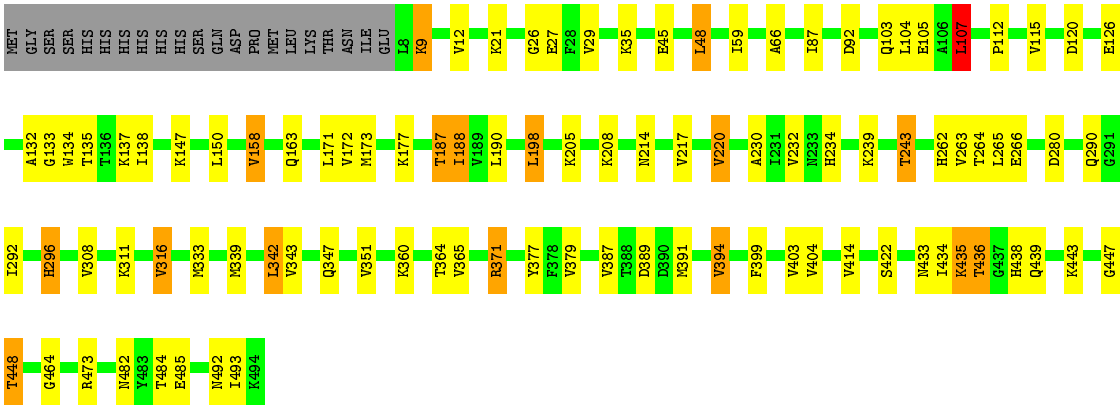 MET GLY SER SER HIS HIS HIS HIS HIS HIS SER GLN ASP PRO MET LEU LYS THR ASN ILE GLU L8 K9 V12 K21 G26 E27 F28 V29 K35 E45 L48 I59 A66 I87 D92 Q103 L104 E105 A106 L107 P112 V115 D120 E126
A132 G133 W134 T135 T136 K137 I138 K147 L150 V158 Q163 L171 V172 M173 K177 T187 I188 V189 L190 L198 K205 K208 N214 V217 V220 A230 I231 V232 N233 H234 K239 T243 H262 V263 T264 L265 E266 D280 Q290 G291
I292 H296 V308 K311 V316 M333 M339 L342 V343 Q347 V351 K360 T364 V365 R371 Y377 F378 V379 V387 T388 D389 D390 M391 V394 F399 V403 V404 V414 S422 N433 I434 K435 T436 G437 H438 Q439 K443 G447
T448 G464 R473 N482 Y483 T484 E485 N492 I493 K494